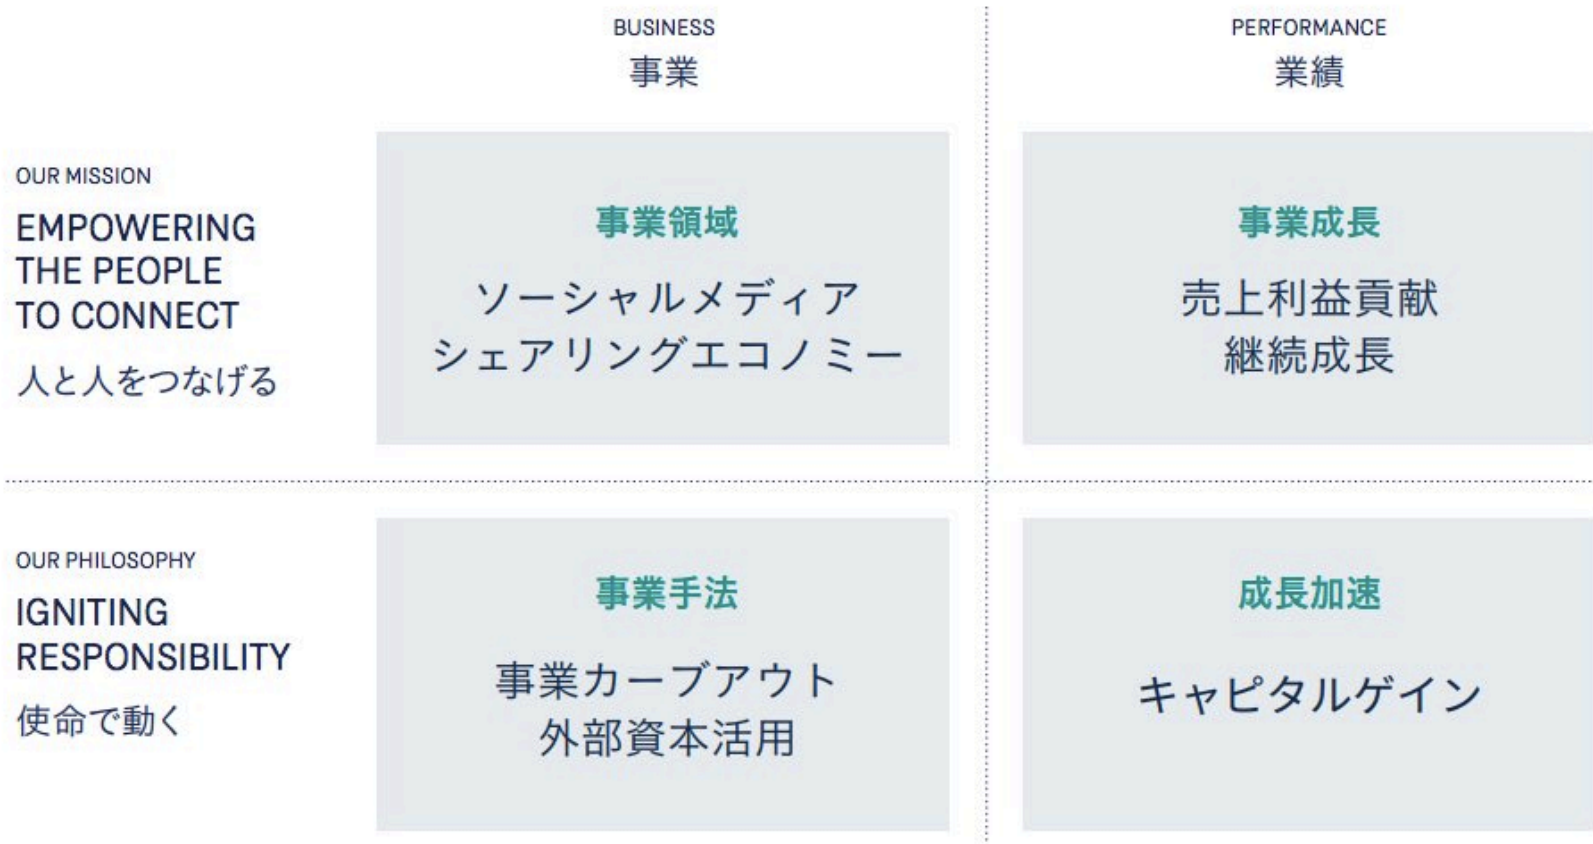 BUSINESS
事業
PERFORMANCE
業績
OUR MISSION
EMPOWERING
THE PEOPLE
TO CONNECT
人と人をつなげる
事業領域
ソーシャルメディア
シェアリングエコノミー
事業成長
売上利益貢献
継続成長
OUR PHILOSOPHY
IGNITING
RESPONSIBILITY
使命で動く
事業手法
事業カーブアウト
外部資本活用
成長加速
キャピタルゲイン